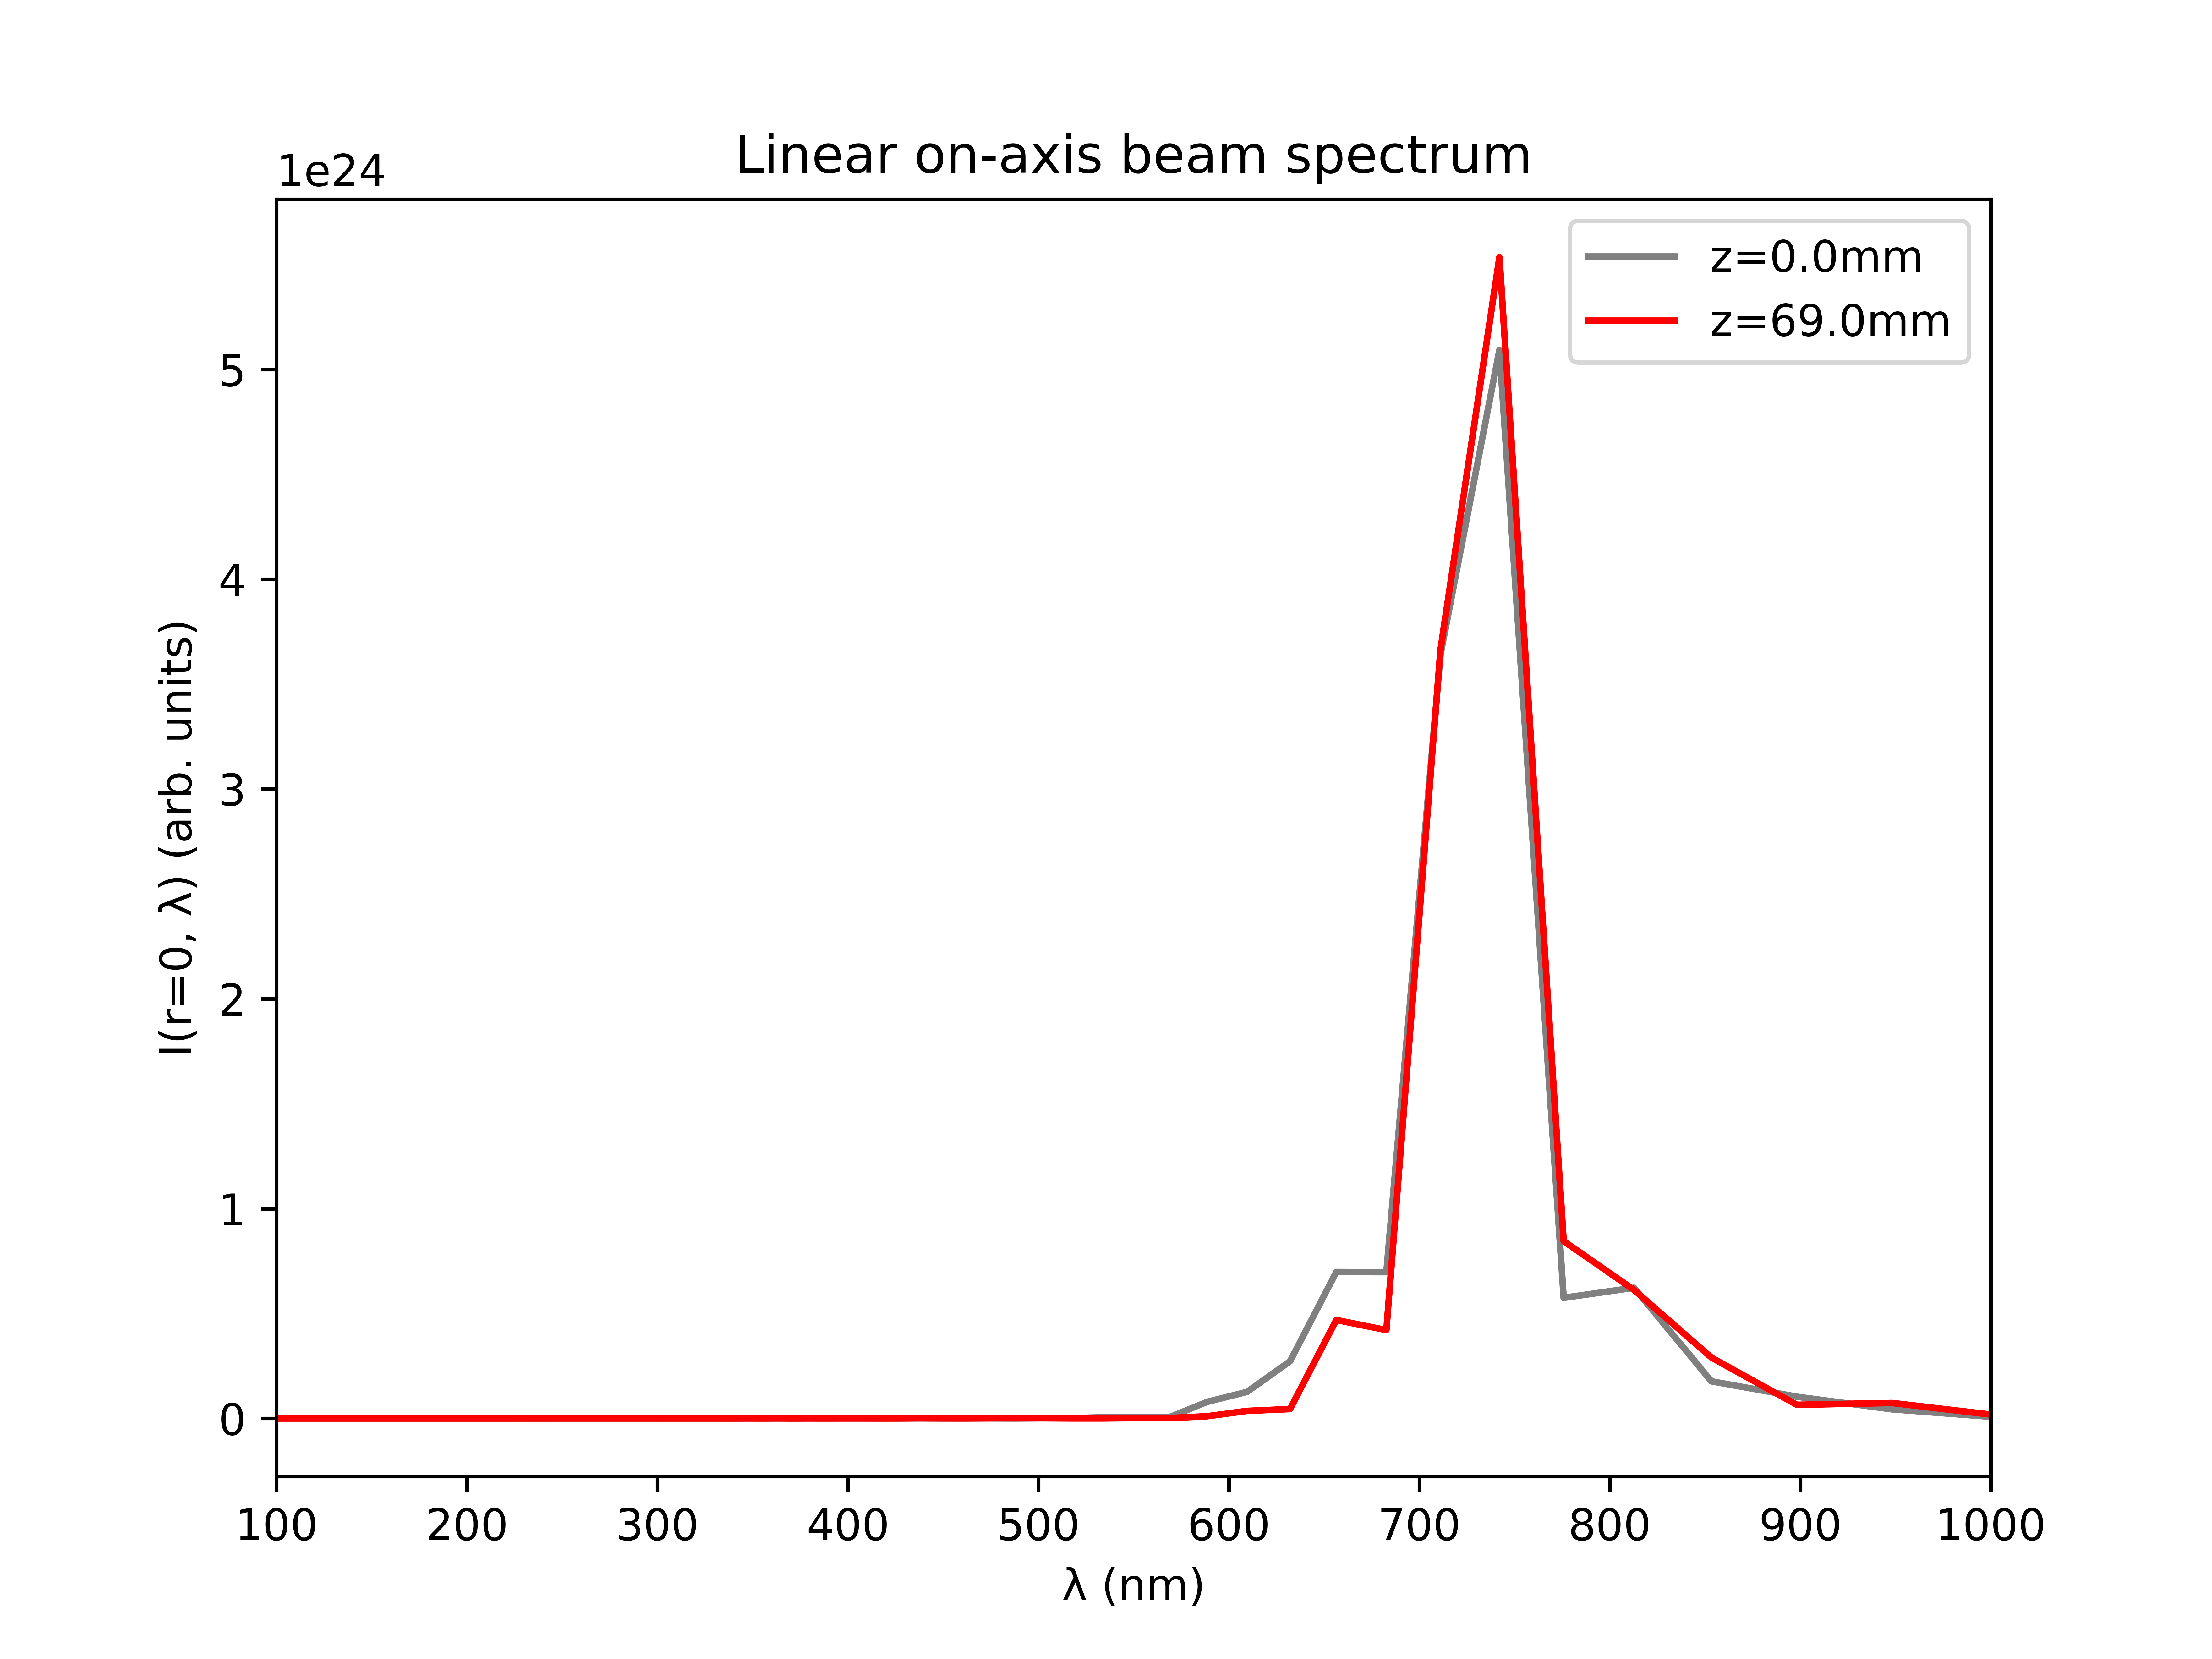 Linear on-axis beam spectrum
1e24
z=0.0mm
z=69.0mm
I(r=0, λ) (arb. units)
5
4
3
2
1
0
100 200 300 400 500 600 700 800 900 1000
λ (nm)